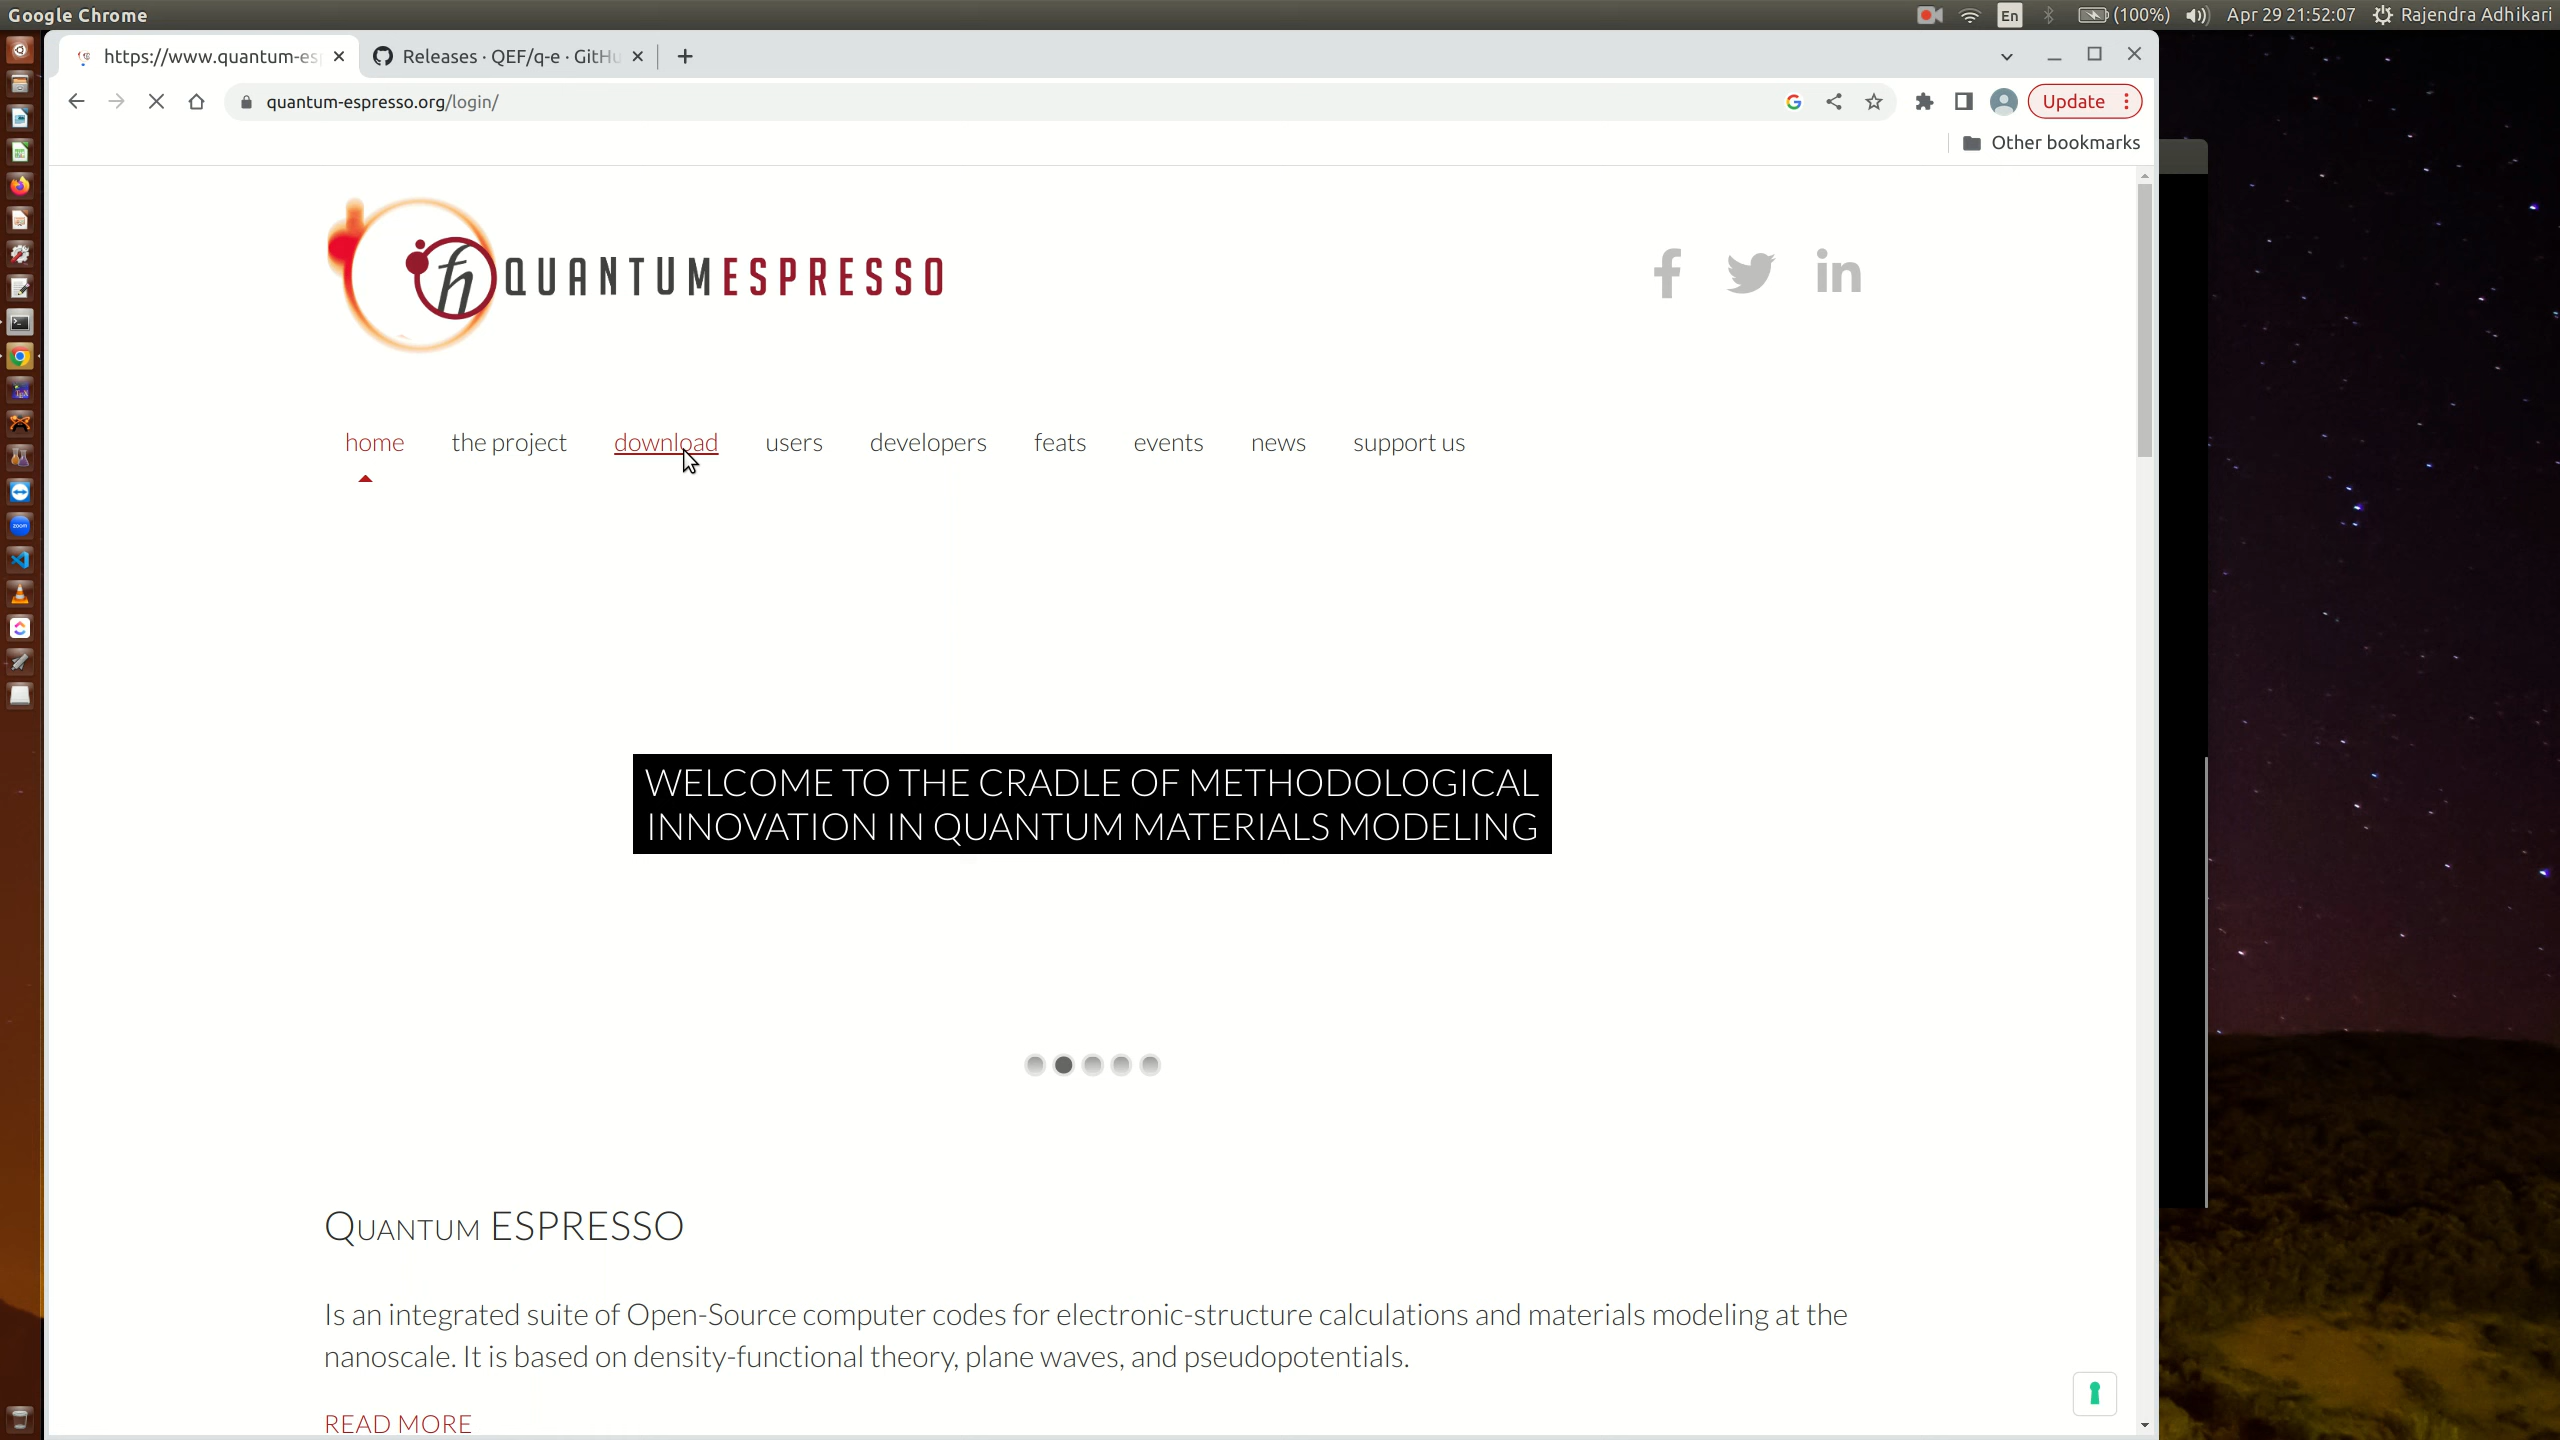 Google Chrome
En
(100%)
Apr 29 21:52:07
Rajendra Adhikari
https://www.quantum-es
Releases · QEF/q-e · GitHu
quantum-espresso.org/login/
Update
Other bookmarks
ħ QUANTUMESPRESSO
home
the project
download
users
developers
feats
events
news
support us
zoom
WELCOME TO THE CRADLE OF METHODOLOGICAL
INNOVATION IN QUANTUM MATERIALS MODELING
QUANTUM ESPRESSO
Is an integrated suite of Open-Source computer codes for electronic-structure calculations and materials modeling at the
nanoscale. It is based on density-functional theory, plane waves, and pseudopotentials.
READ MORE